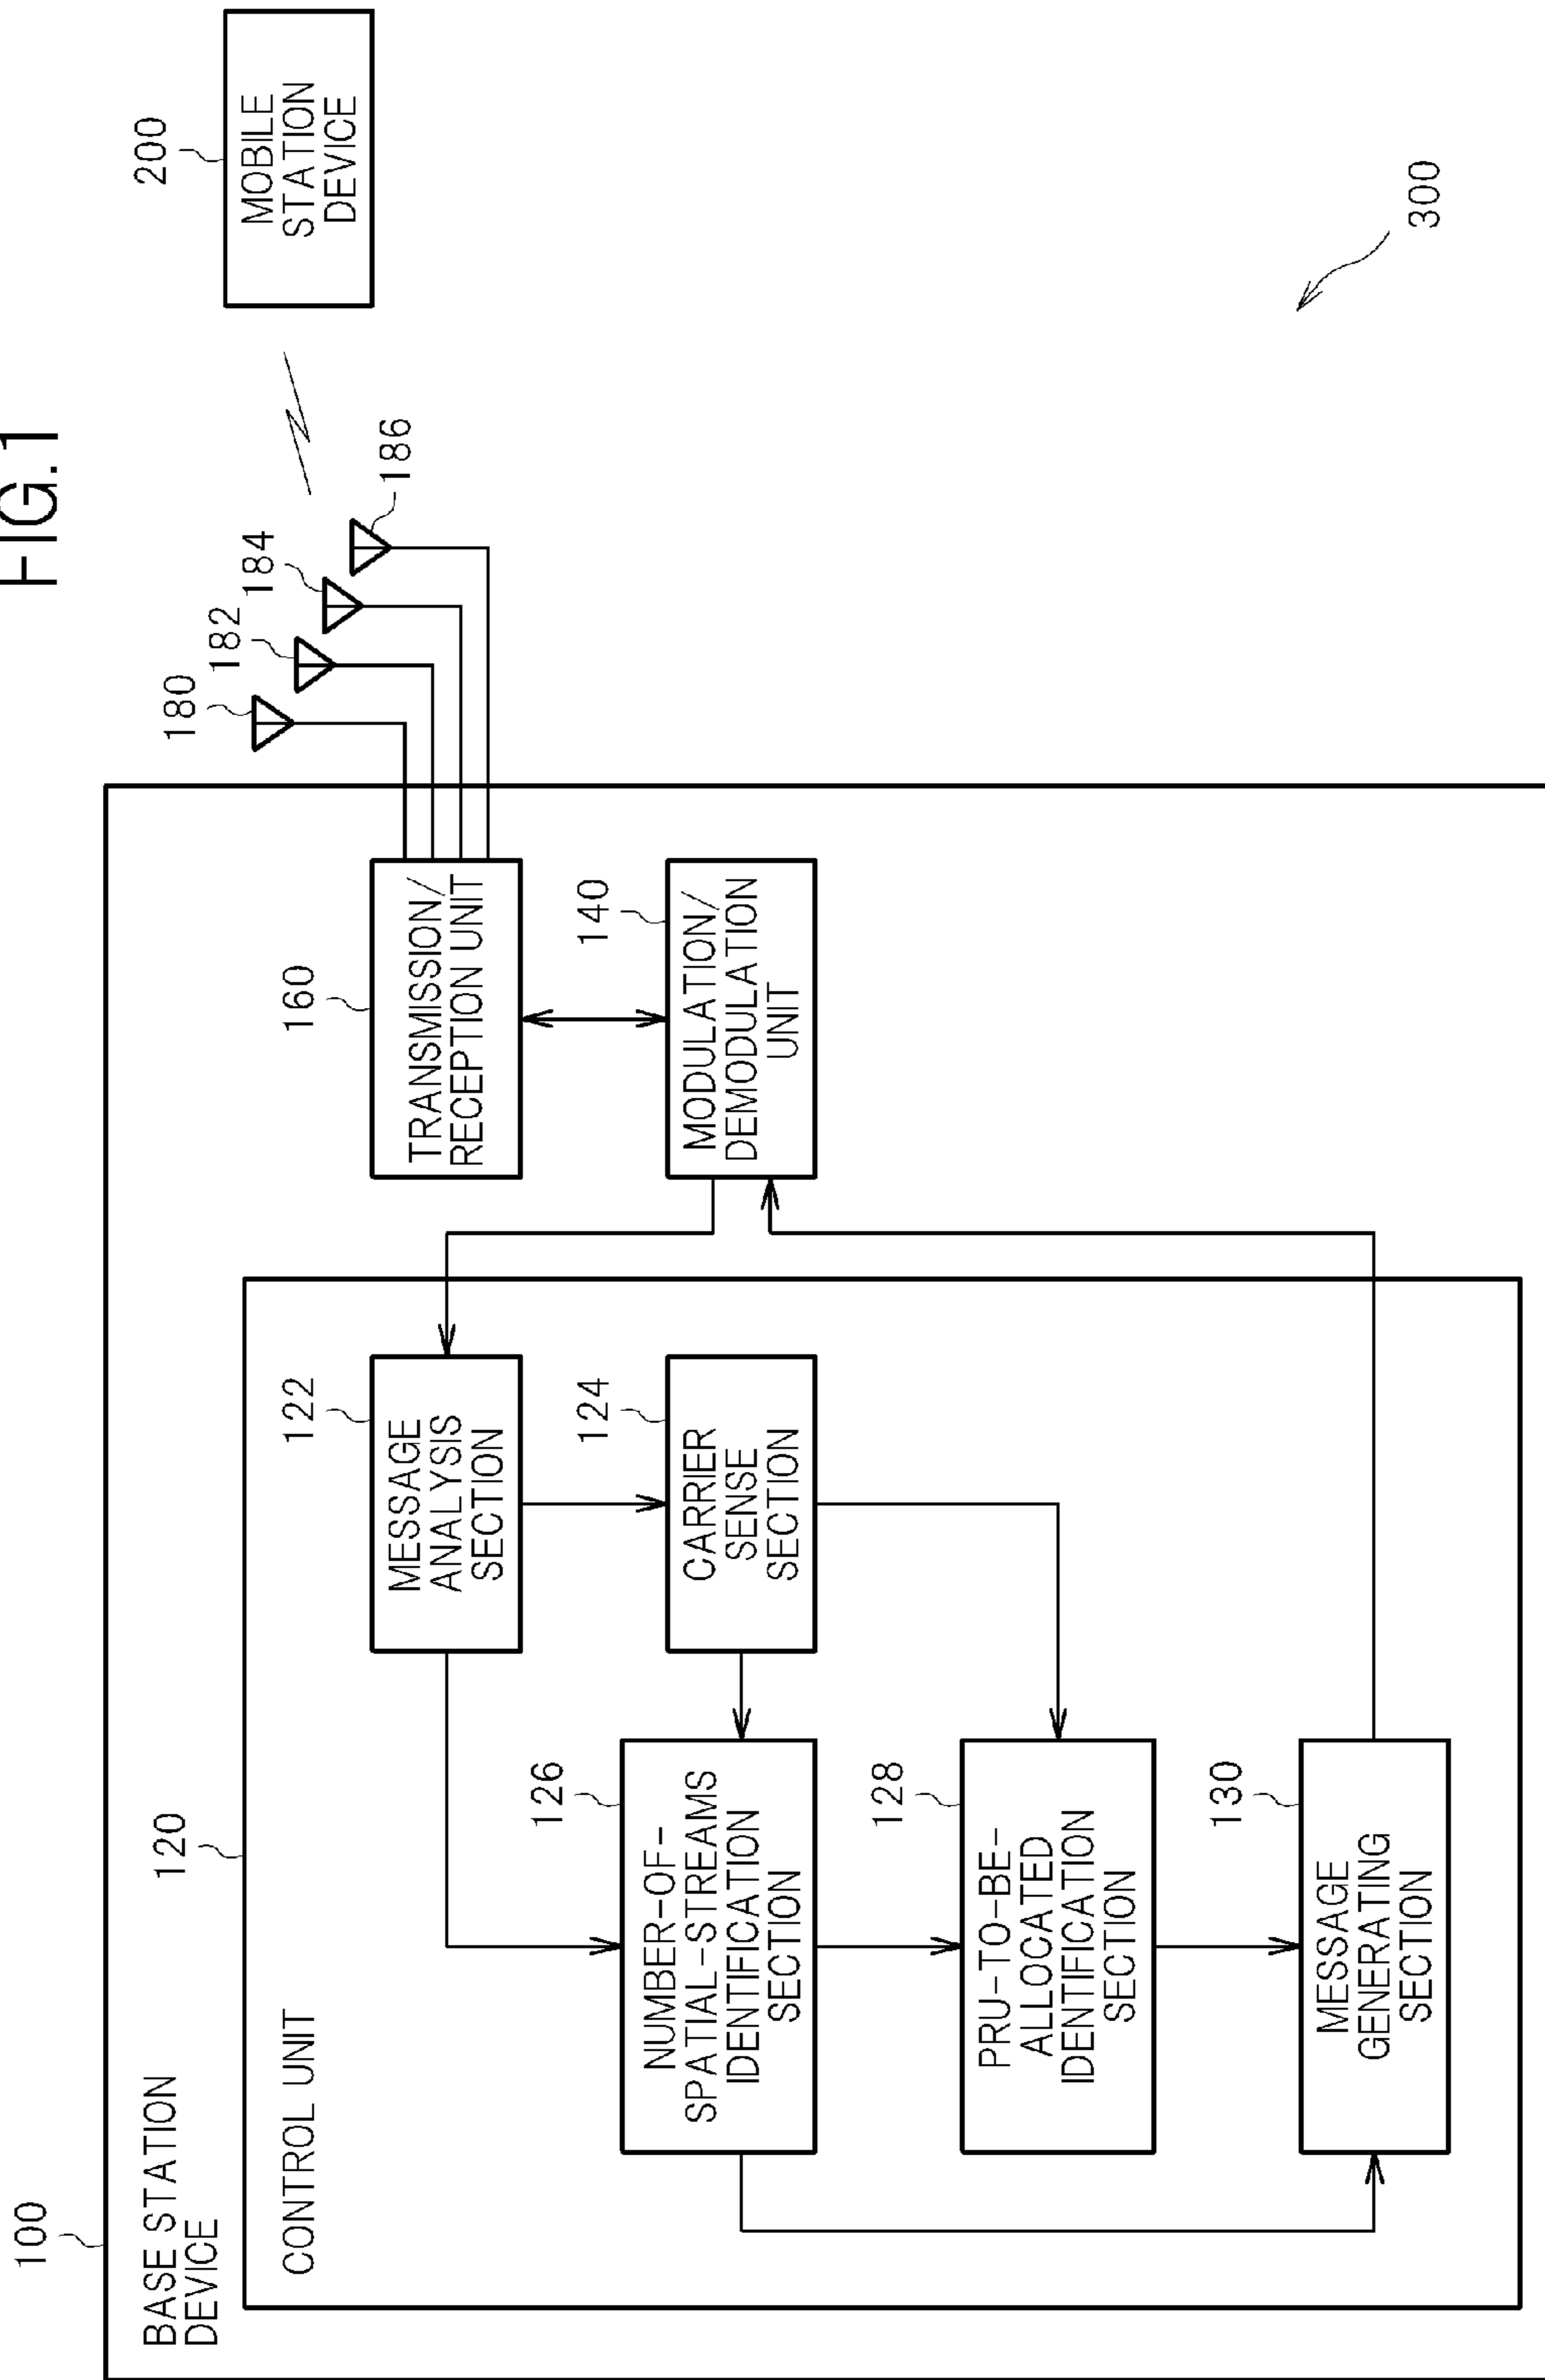 FIG.1
100
BASE STATION
DEVICE
120
CONTROL UNIT
122
MESSAGE
ANALYSIS
SECTION
124
CARRIER
SENSE
SECTION
126
NUMBER-OF-
SPATIAL-STREAMS
IDENTIFICATION
SECTION
128
PRU-TO-BE-
ALLOCATED
IDENTIFICATION
SECTION
130
MESSAGE
GENERATING
SECTION
160
TRANSMISSION/
RECEPTION UNIT
140
MODULATION/
DEMODULATION
UNIT
180
182
184
186
200
MOBILE
STATION
DEVICE
300